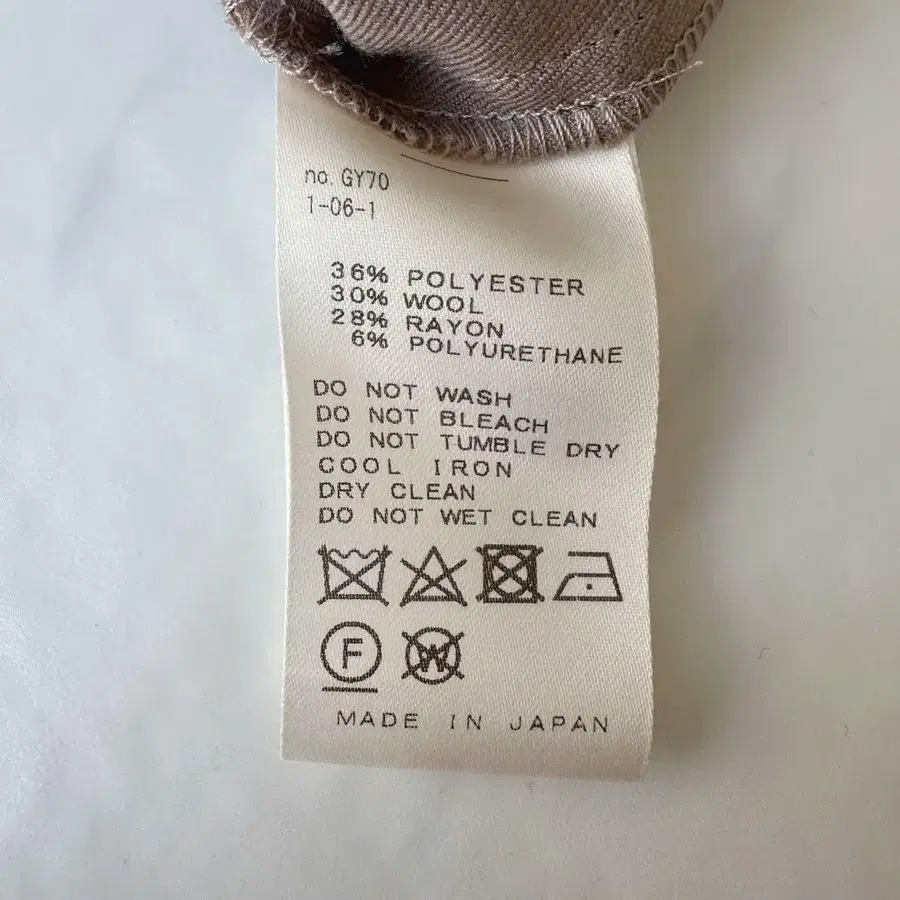 no. GY70
1-06-1
36% POLYESTER
30% WOOL
28% RAYON
6% POLYURETHANE
DO NOT WASH
DO NOT BLEACH
DO NOT TUMBLE DRY
COOL IRON
DRY CLEAN
DO NOT WET CLEAN
F W
MADE IN JAPAN